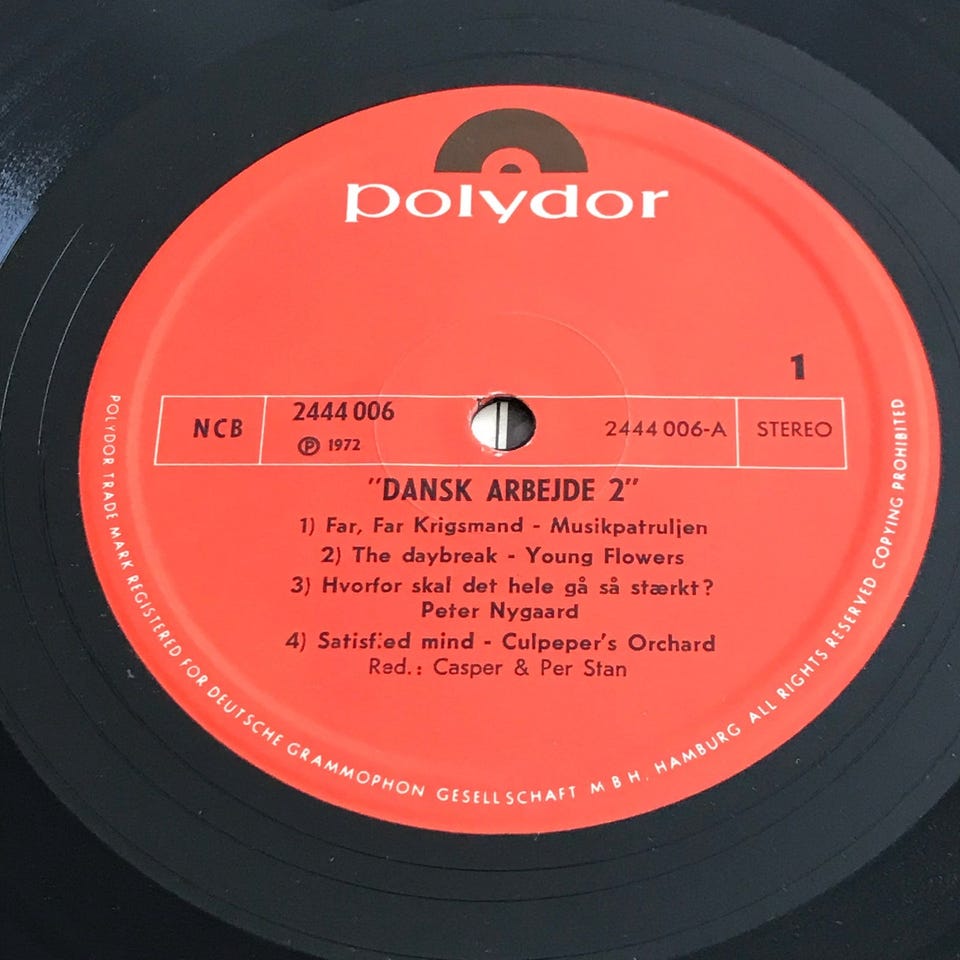 polydor
1
NCB
2444 006
℗ 1972
2444 006-A
STEREO
"DANSK ARBEJDE 2"
1) Far, Far Krigsmand - Musikpatruljen
2) The daybreak - Young Flowers
3) Hvorfor skal det hele gå så stærkt?
Peter Nygaard
4) Satisfied mind - Culpeper's Orchard
Red.: Casper & Per Stan
POLYDOR TRADE MARK REGISTERED FOR DEUTSCHE GRAMMOPHON GESELLSCHAFT M B H. HAMBURG ALL RIGHTS RESERVED COPYING PROHIBITED